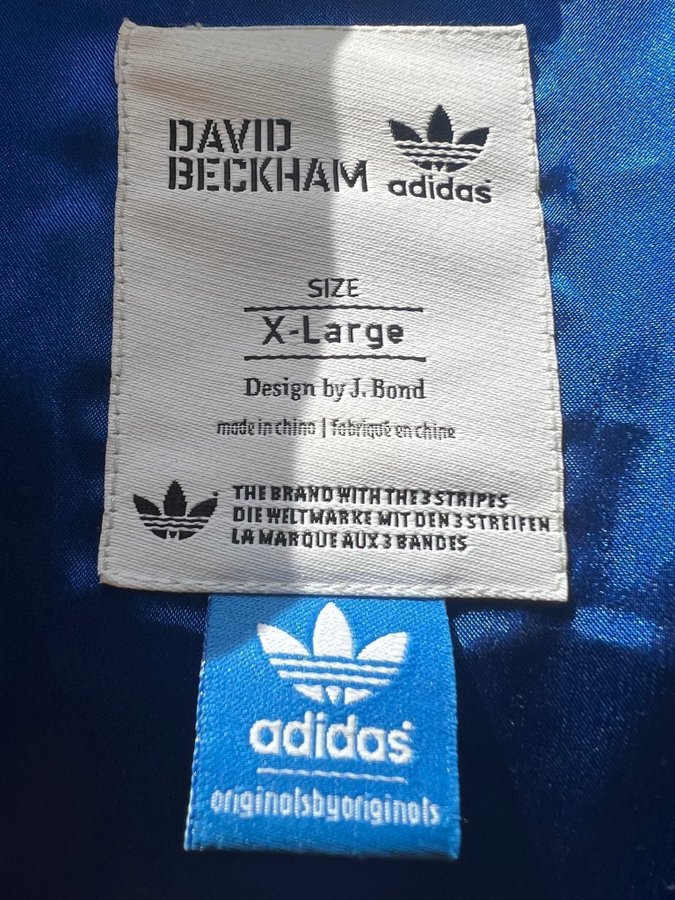 DAVID
BECKHAM
adidas
SIZE
X-Large
Design by J. Bond
made in china | fabriqué en chine
THE BRAND WITH THE 3 STRIPES
DIE WELTMARKE MIT DEN 3 STREIFEN
LA MARQUE AUX 3 BANDES
adidas
originalsbyoriginals